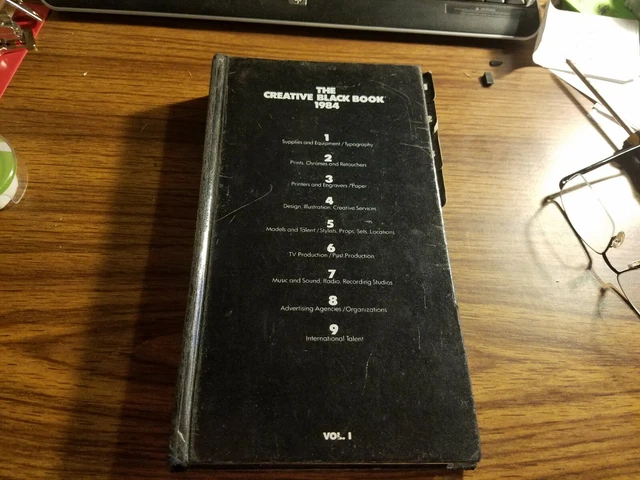 THE
CREATIVE BLACK BOOK
1984
1
Supplies and Equipment / Typography
2
Prints, Chromes and Retouchers
3
Printers and Engravers / Paper
4
Design, Illustration, Creative Services
5
Models and Talent / Stylists, Props, Sets, Locations
6
TV Production / Post Production
7
Music and Sound, Radio, Recording Studios
8
Advertising Agencies / Organizations
9
International Talent
VOL. I